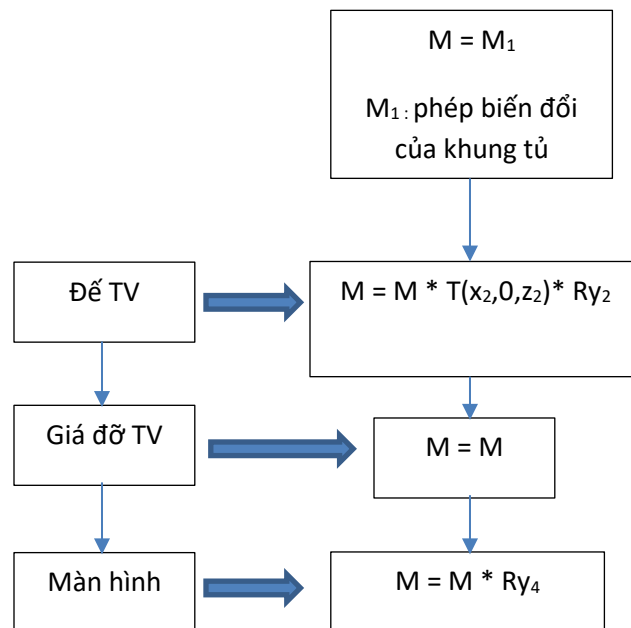 M = M₁
M₁ : phép biến đổi
của khung tủ
Đế TV
M = M * T(x₂,0,z₂)* Ry₂
Giá đỡ TV
M = M
Màn hình
M = M * Ry₄